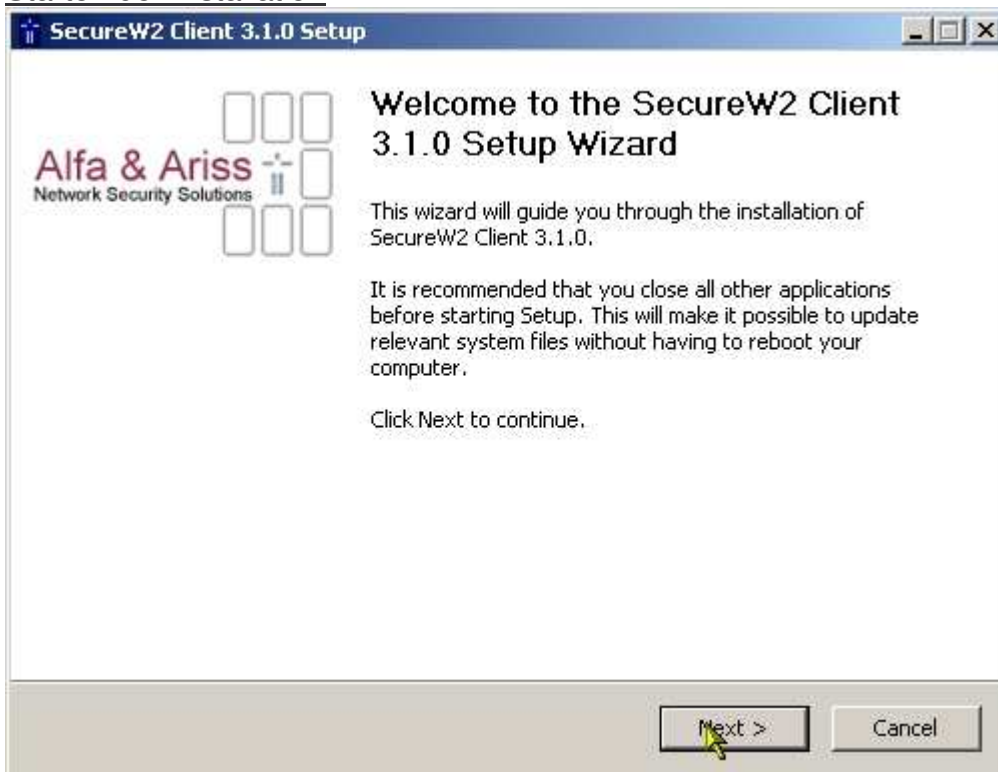 SecureW2 Client 3.1.0 Setup
Alfa & Ariss
Network Security Solutions
Welcome to the SecureW2 Client
3.1.0 Setup Wizard
This wizard will guide you through the installation of
SecureW2 Client 3.1.0.
It is recommended that you close all other applications
before starting Setup. This will make it possible to update
relevant system files without having to reboot your
computer.
Click Next to continue.
Next >
Cancel